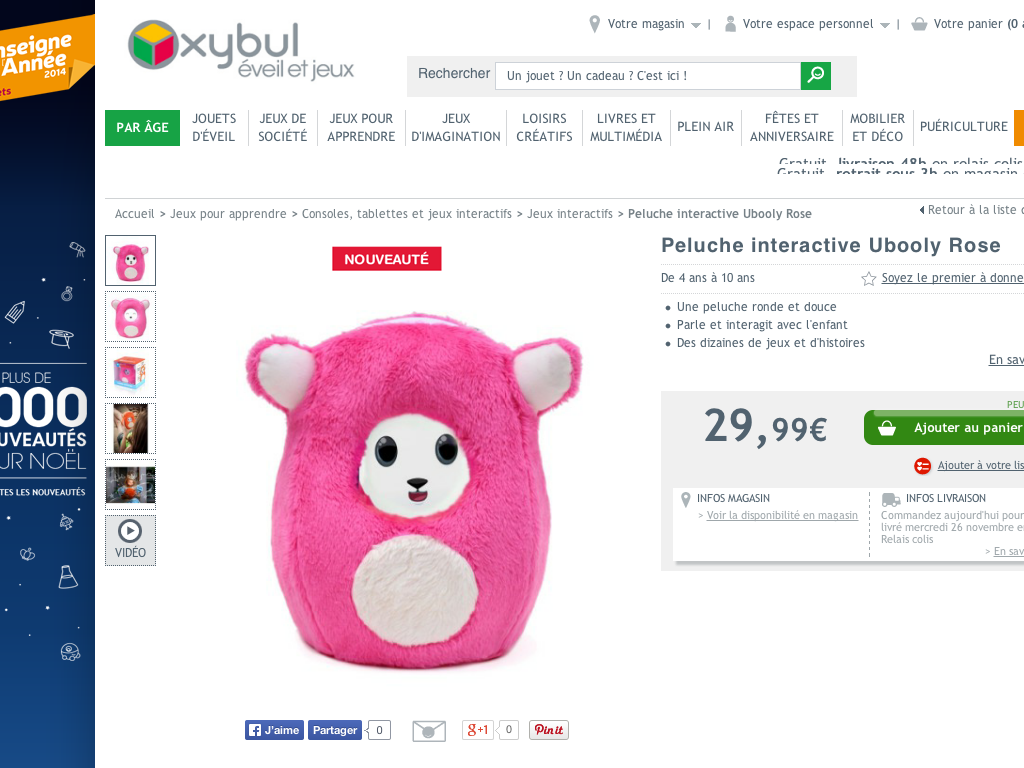 nseigne
'Année
2014
ets
PLUS DE
000
UVEAUTÉS
UR NOËL
TES LES NOUVEAUTÉS
Oxybul
éveil et jeux
Votre magasin |
Votre espace personnel |
Votre panier (0 a
Rechercher
Un jouet ? Un cadeau ? C'est ici !
PAR ÂGE
JOUETS
D'ÉVEIL
JEUX DE
SOCIÉTÉ
JEUX POUR
APPRENDRE
JEUX
D'IMAGINATION
LOISIRS
CRÉATIFS
LIVRES ET
MULTIMÉDIA
PLEIN AIR
FÊTES ET
ANNIVERSAIRE
MOBILIER
ET DÉCO
PUÉRICULTURE
Gratuit livraison 48h en relais colis
Gratuit retrait sous 2h en magasin
Accueil > Jeux pour apprendre > Consoles, tablettes et jeux interactifs > Jeux interactifs > Peluche interactive Ubooly Rose
Retour à la liste
NOUVEAUTÉ
VIDÉO
Peluche interactive Ubooly Rose
De 4 ans à 10 ans
Soyez le premier à donne
• Une peluche ronde et douce
• Parle et interagit avec l'enfant
• Des dizaines de jeux et d'histoires
En sav
29,99€
PEU
Ajouter au panier
Ajouter à votre lis
INFOS MAGASIN
> Voir la disponibilité en magasin
INFOS LIVRAISON
Commandez aujourd'hui pour
livré mercredi 26 novembre e
Relais colis
> En sav
J'aime
Partager
0
g+1
0
Pin it